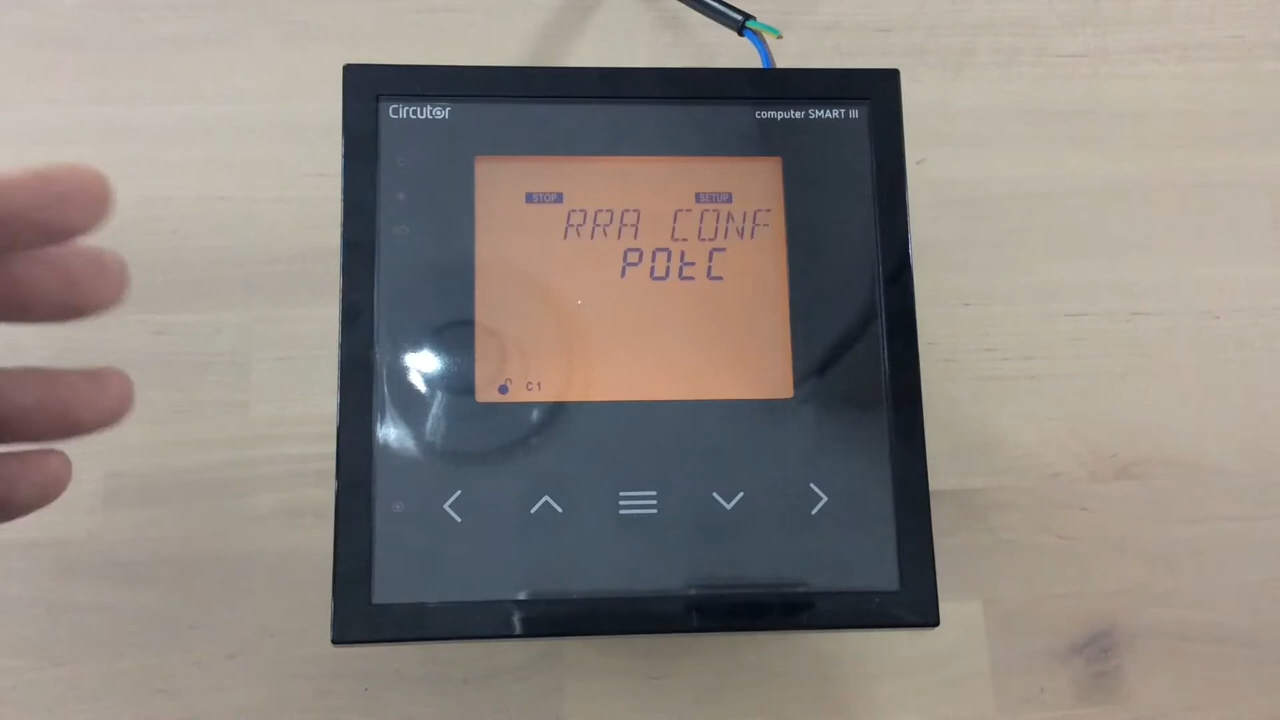 Circutor
computer SMART III
STOP SETUP
RRA CONF
POtC
C1